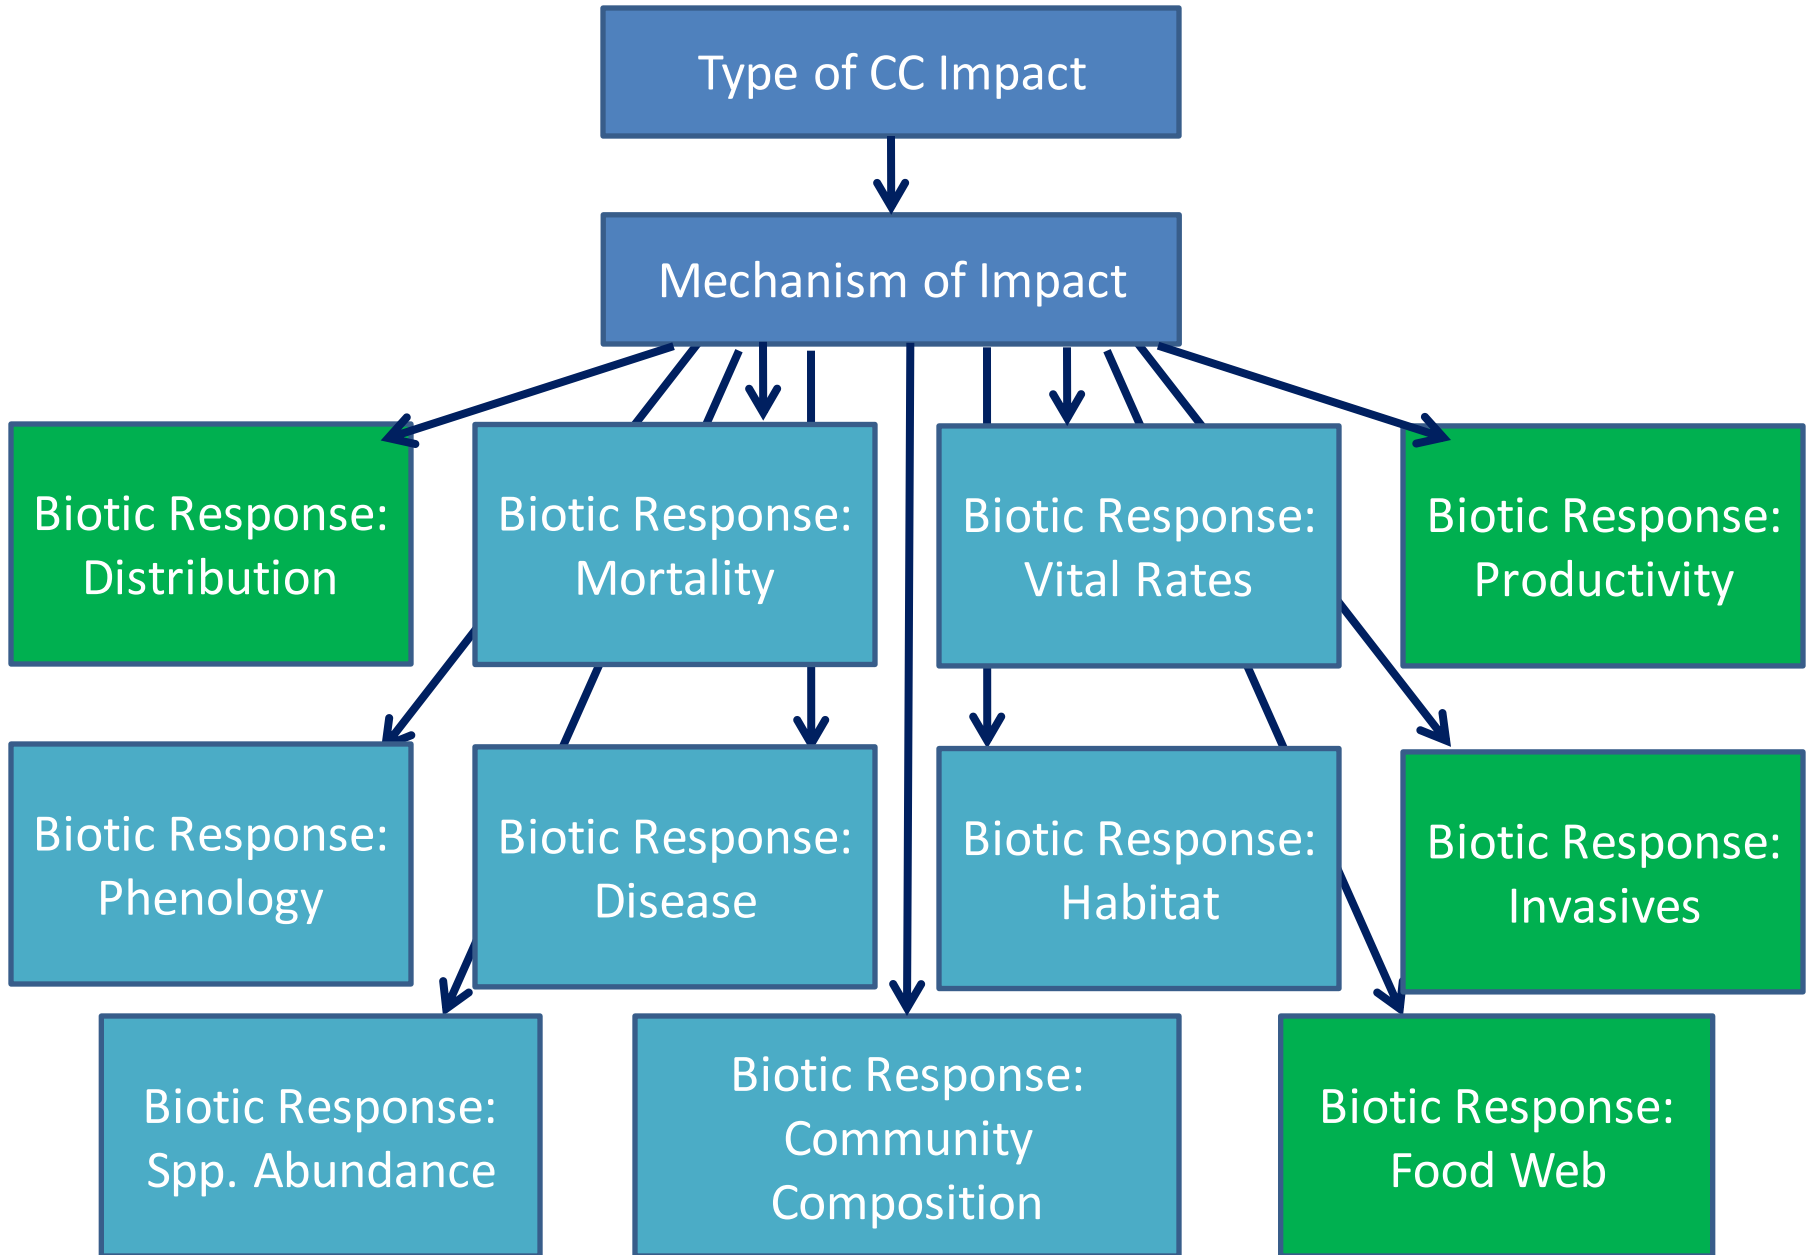 Type of CC Impact
Mechanism of Impact
Biotic Response:
Distribution
Biotic Response:
Mortality
Biotic Response:
Vital Rates
Biotic Response:
Productivity
Biotic Response:
Phenology
Biotic Response:
Disease
Biotic Response:
Habitat
Biotic Response:
Invasives
Biotic Response:
Spp. Abundance
Biotic Response:
Community
Composition
Biotic Response:
Food Web